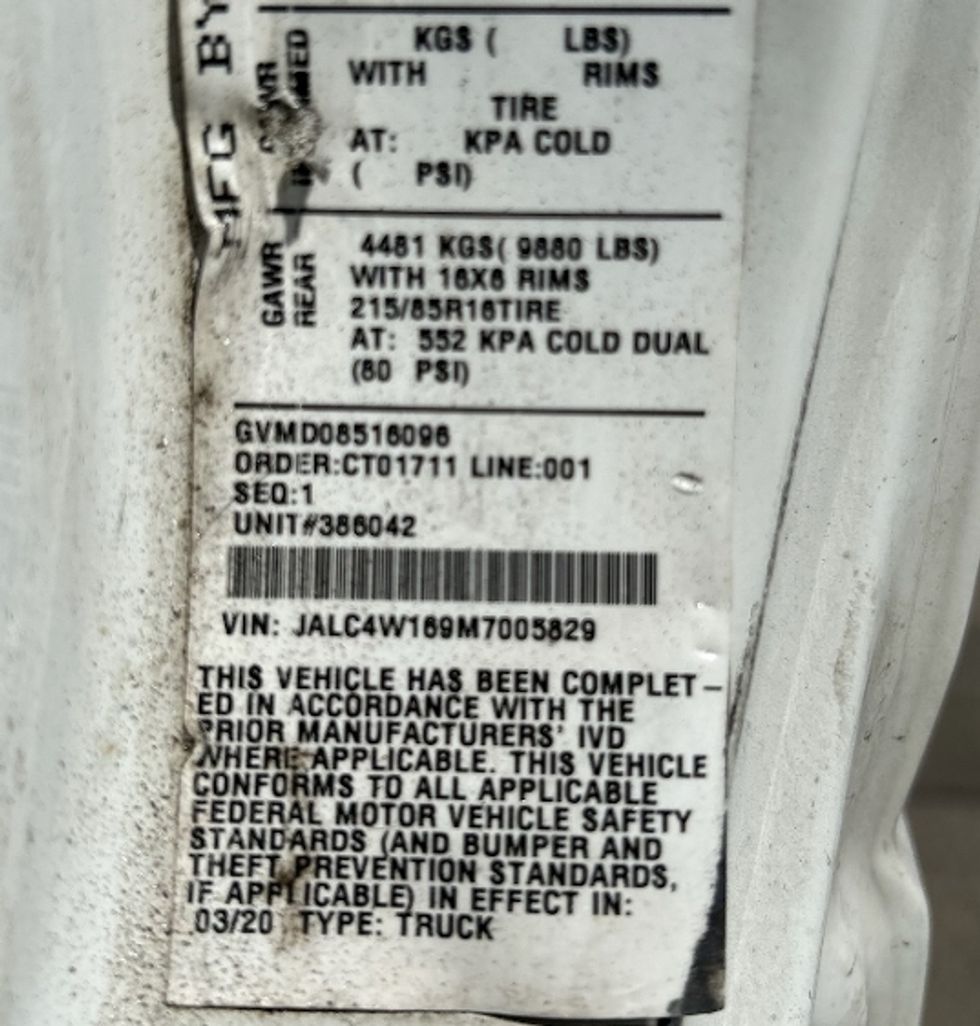 MFG BY
GAWR
KGS ( LBS)
WITH RIMS
TIRE
AT: KPA COLD
( PSI)
GAWR
REAR
4481 KGS( 9880 LBS)
WITH 16X6 RIMS
215/85R16TIRE
AT: 552 KPA COLD DUAL
(80 PSI)
GVMD08516096
ORDER:CT01711 LINE:001
SEQ:1
UNIT#386042
VIN: JALC4W169M7005829
THIS VEHICLE HAS BEEN COMPLET-
ED IN ACCORDANCE WITH THE
PRIOR MANUFACTURERS' IVD
WHERE APPLICABLE. THIS VEHICLE
CONFORMS TO ALL APPLICABLE
FEDERAL MOTOR VEHICLE SAFETY
STANDARDS (AND BUMPER AND
THEFT PREVENTION STANDARDS,
IF APPLICABLE) IN EFFECT IN:
03/20 TYPE: TRUCK